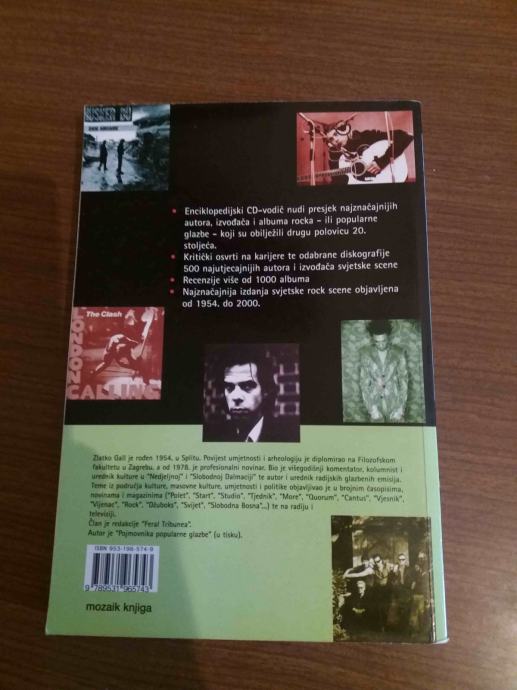 HÜSKER DÜ
ZEN ARCADE
• Enciklopedijski CD-vodič nudi presjek najznačajnijih
autora, izvođača i albuma rocka - ili popularne
glazbe - koji su obilježili drugu polovicu 20.
stoljeća.
• Kritički osvrti na karijere te odabrane diskografije
500 najutjecajnijih autora i izvođača svjetske scene
• Recenzije više od 1000 albuma
• Najznačajnija izdanja svjetske rock scene objavljena
od 1954. do 2000.
The Clash
LONDON
CALLING
Zlatko Gall je rođen 1954. u Splitu. Povijest umjetnosti i arheologiju je diplomirao na Filozofskom
fakultetu u Zagrebu, a od 1978. je profesionalni novinar. Bio je višegodišnji komentator, kolumnist i
urednik kulture u "Nedjeljnoj" i "Slobodnoj Dalmaciji" te autor i urednik radijskih glazbenih emisija.
Teme iz područja kulture, masovne kulture, umjetnosti i politike objavljivao je u brojnim časopisima,
novinama i magazinima ("Polet", "Start", "Studio", "Tjednik", "More", "Quorum", "Cantus", "Vjesnik",
"Vijenac", "Rock", "Džuboks", "Svijet", "Slobodna Bosna"...) te na radiju i
televiziji.
Član je redakcije "Feral Tribunea".
Autor je "Pojmovnika popularne glazbe" (u tisku).
ISBN 953-196-574-9
9 789531 965743
mozaik knjiga